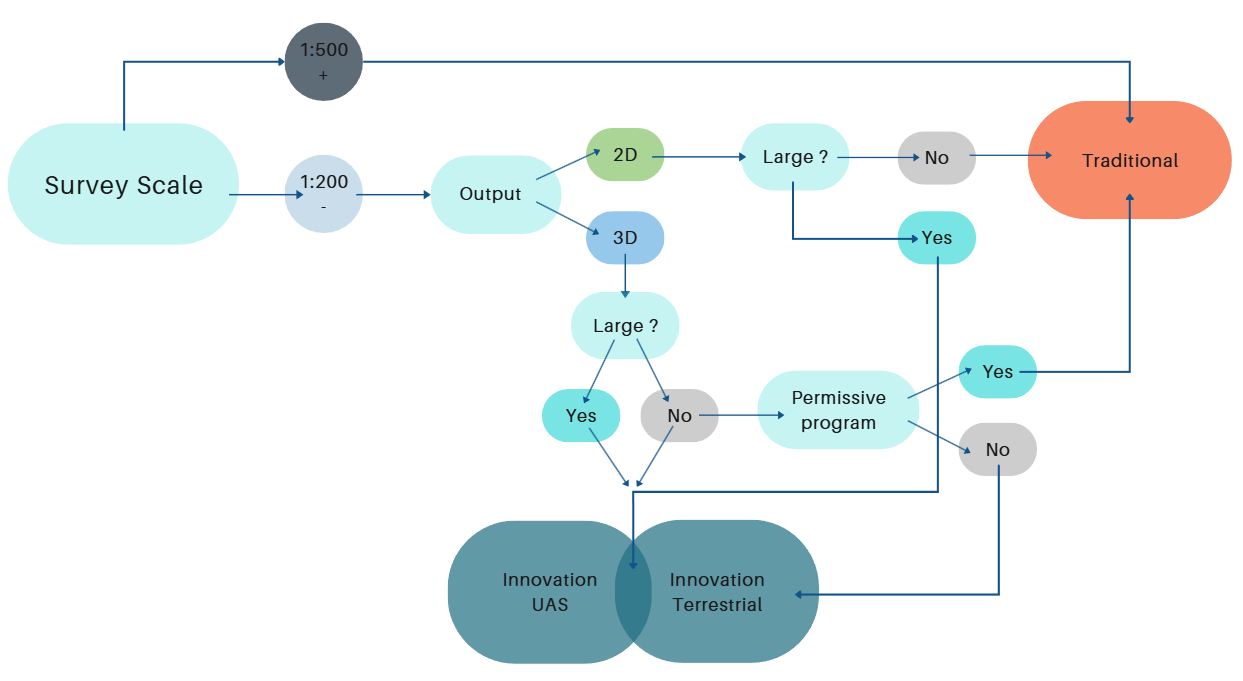 1:500
+
Survey Scale
1:200
-
Output
2D
3D
Large ?
No
Yes
Traditional
Large ?
Yes
No
Permissive
program
Yes
No
Innovation
UAS
Innovation
Terrestrial